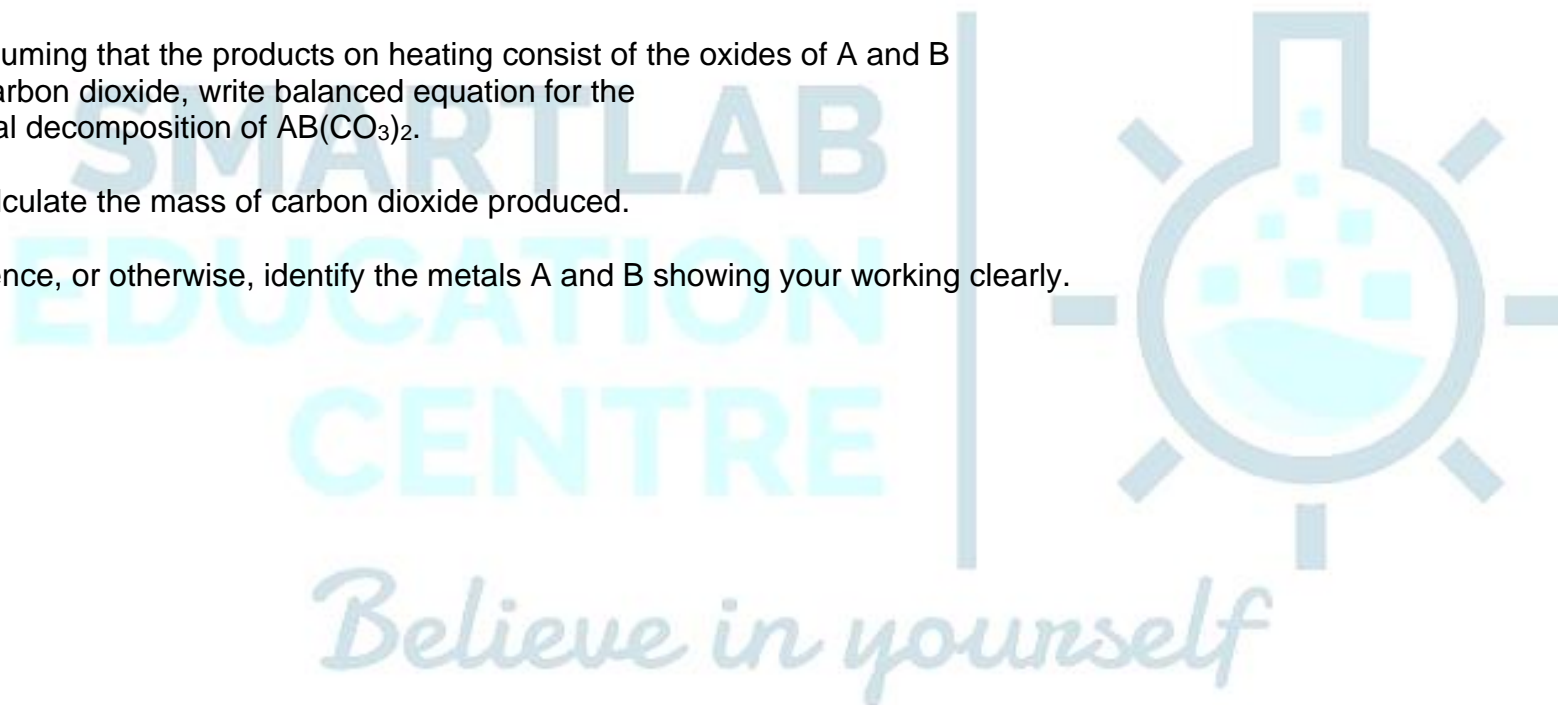 uming that the products on heating consist of the oxides of A and B
arbon dioxide, write balanced equation for the
al decomposition of AB(CO₃)₂.
SMARTLAB
lculate the mass of carbon dioxide produced.
EDUCATION
ence, or otherwise, identify the metals A and B showing your working clearly.
CENTRE
Believe in yourself